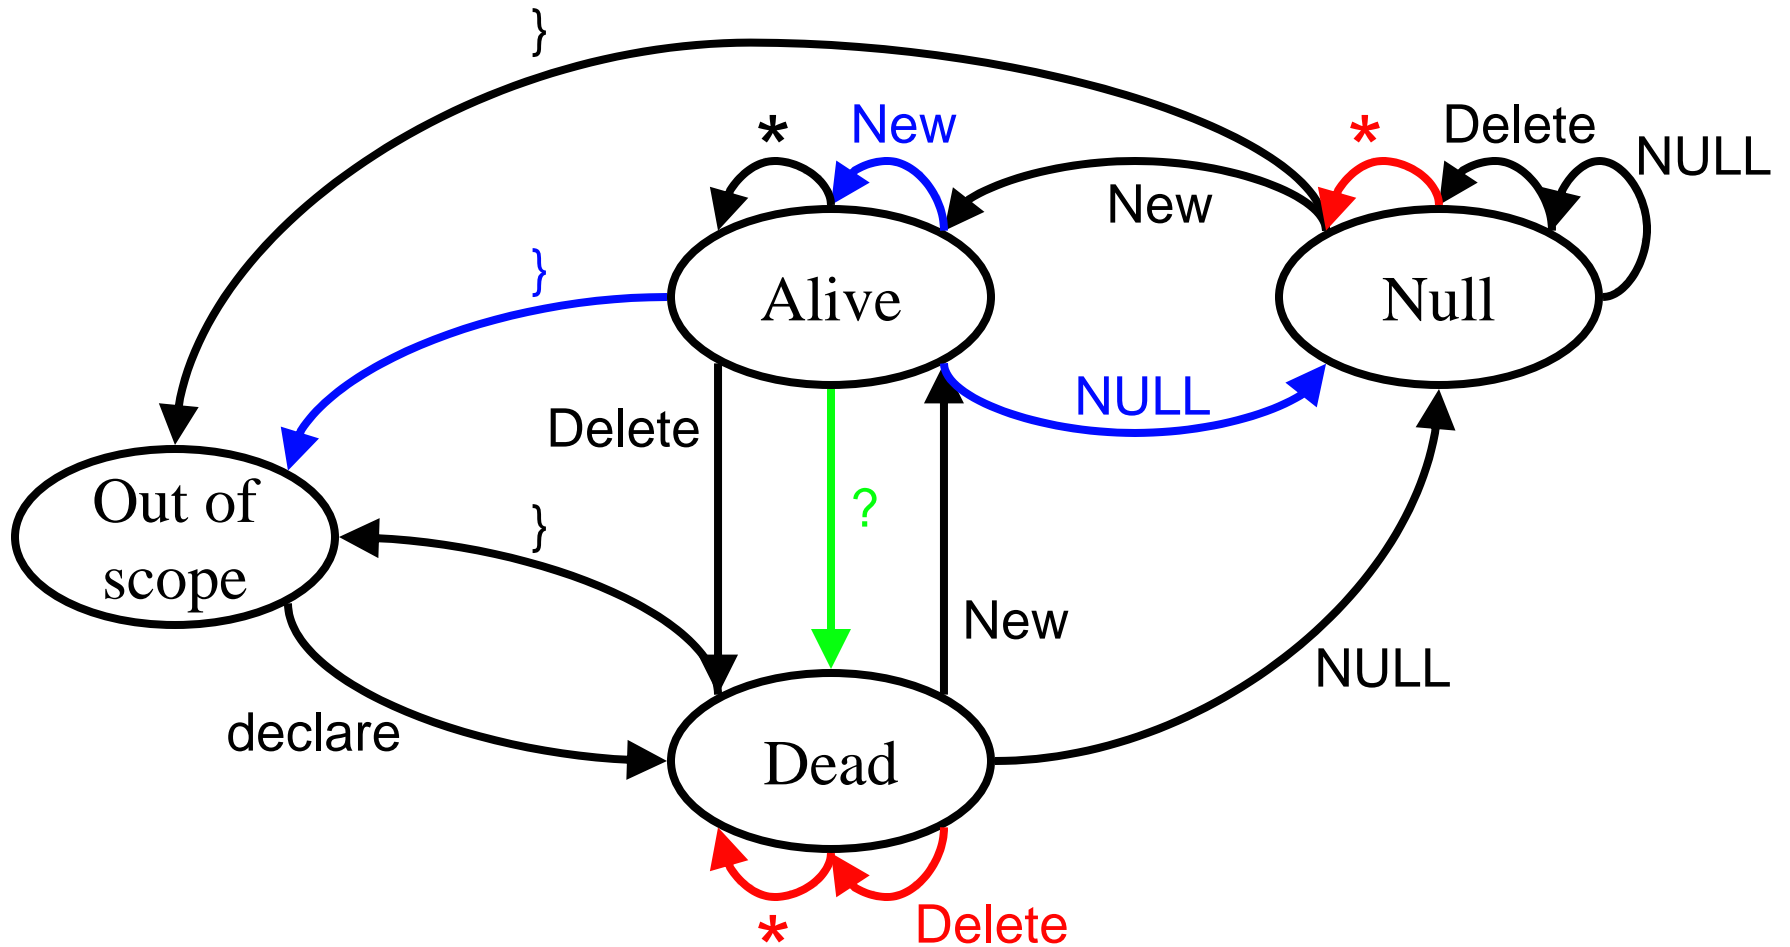 }
* New * Delete NULL
New
}
Alive Null
NULL
Delete
Out of
scope
?
}
New
NULL
declare
Dead
* Delete